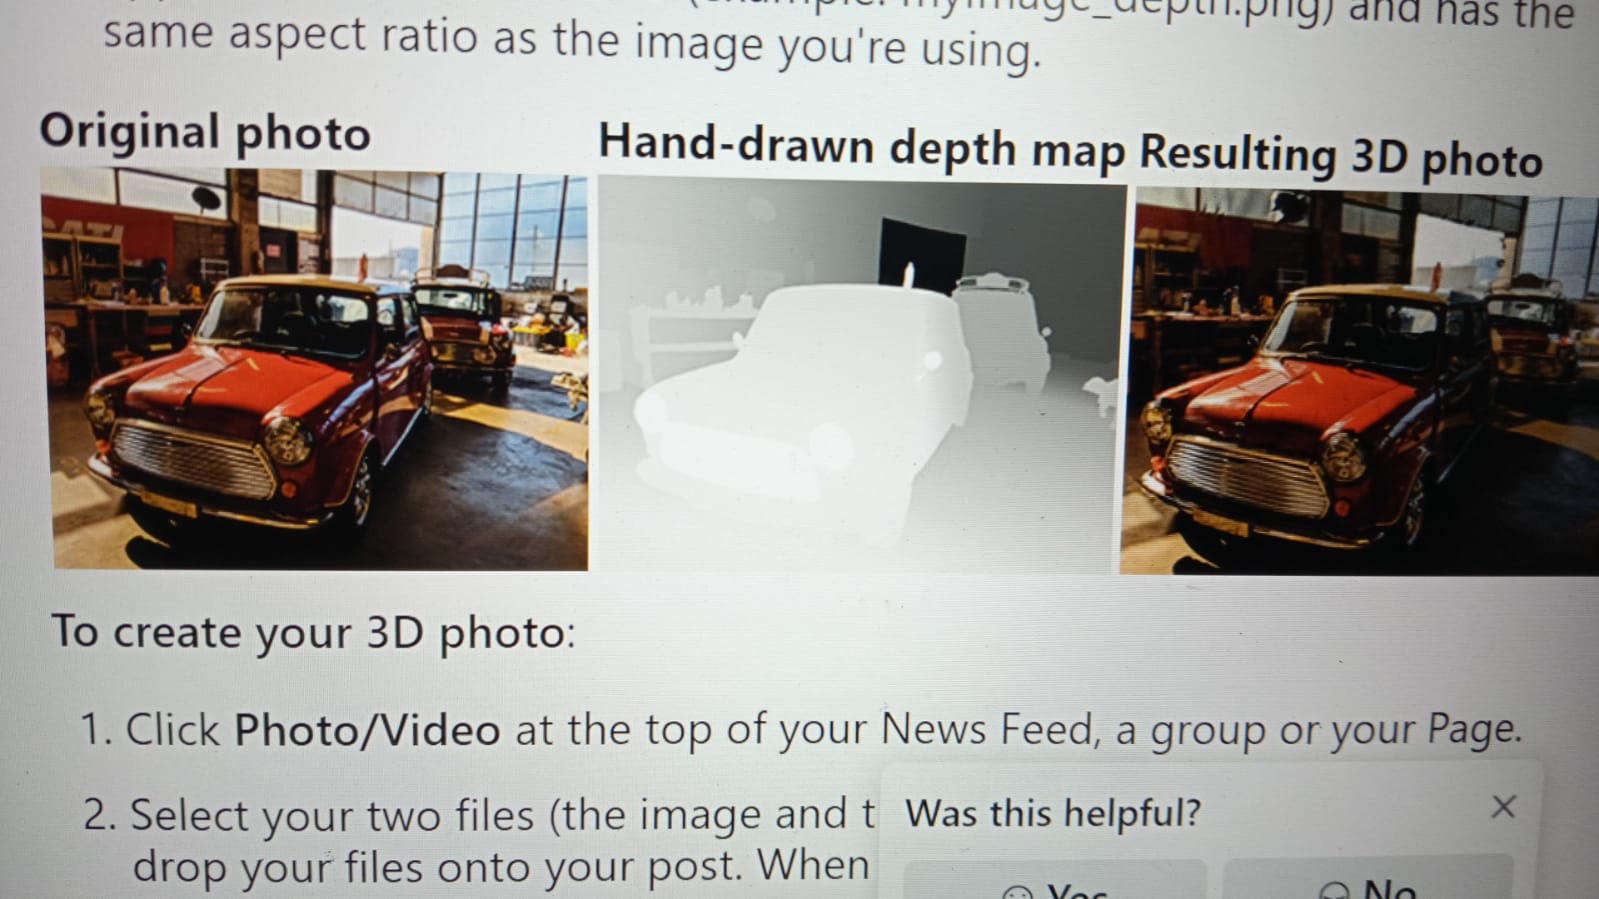 (example: myimage_depth.png) and has the
same aspect ratio as the image you're using.
Original photo
Hand-drawn depth map
Resulting 3D photo
To create your 3D photo:
1. Click Photo/Video at the top of your News Feed, a group or your Page.
2. Select your two files (the image and t
drop your files onto your post. When
Was this helpful?
Yes
No